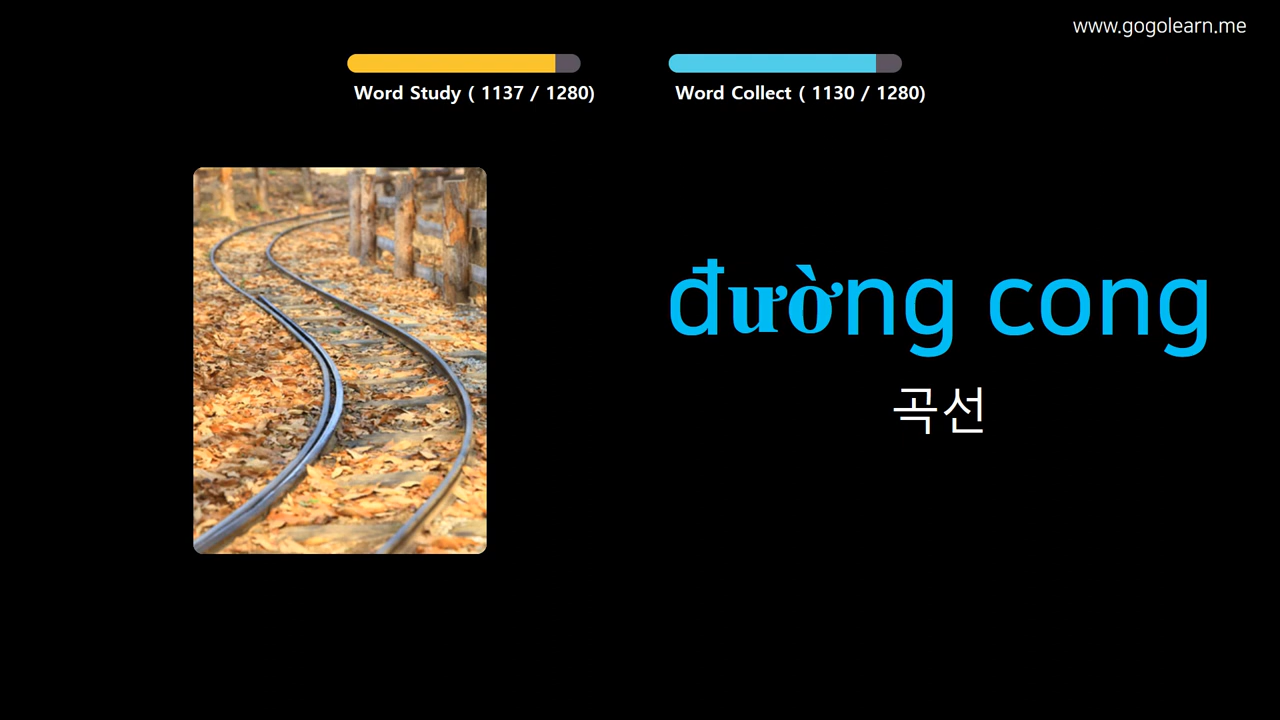 www.gogolearn.me
Word Study ( 1137 / 1280)
Word Collect ( 1130 / 1280)
đường cong
곡선